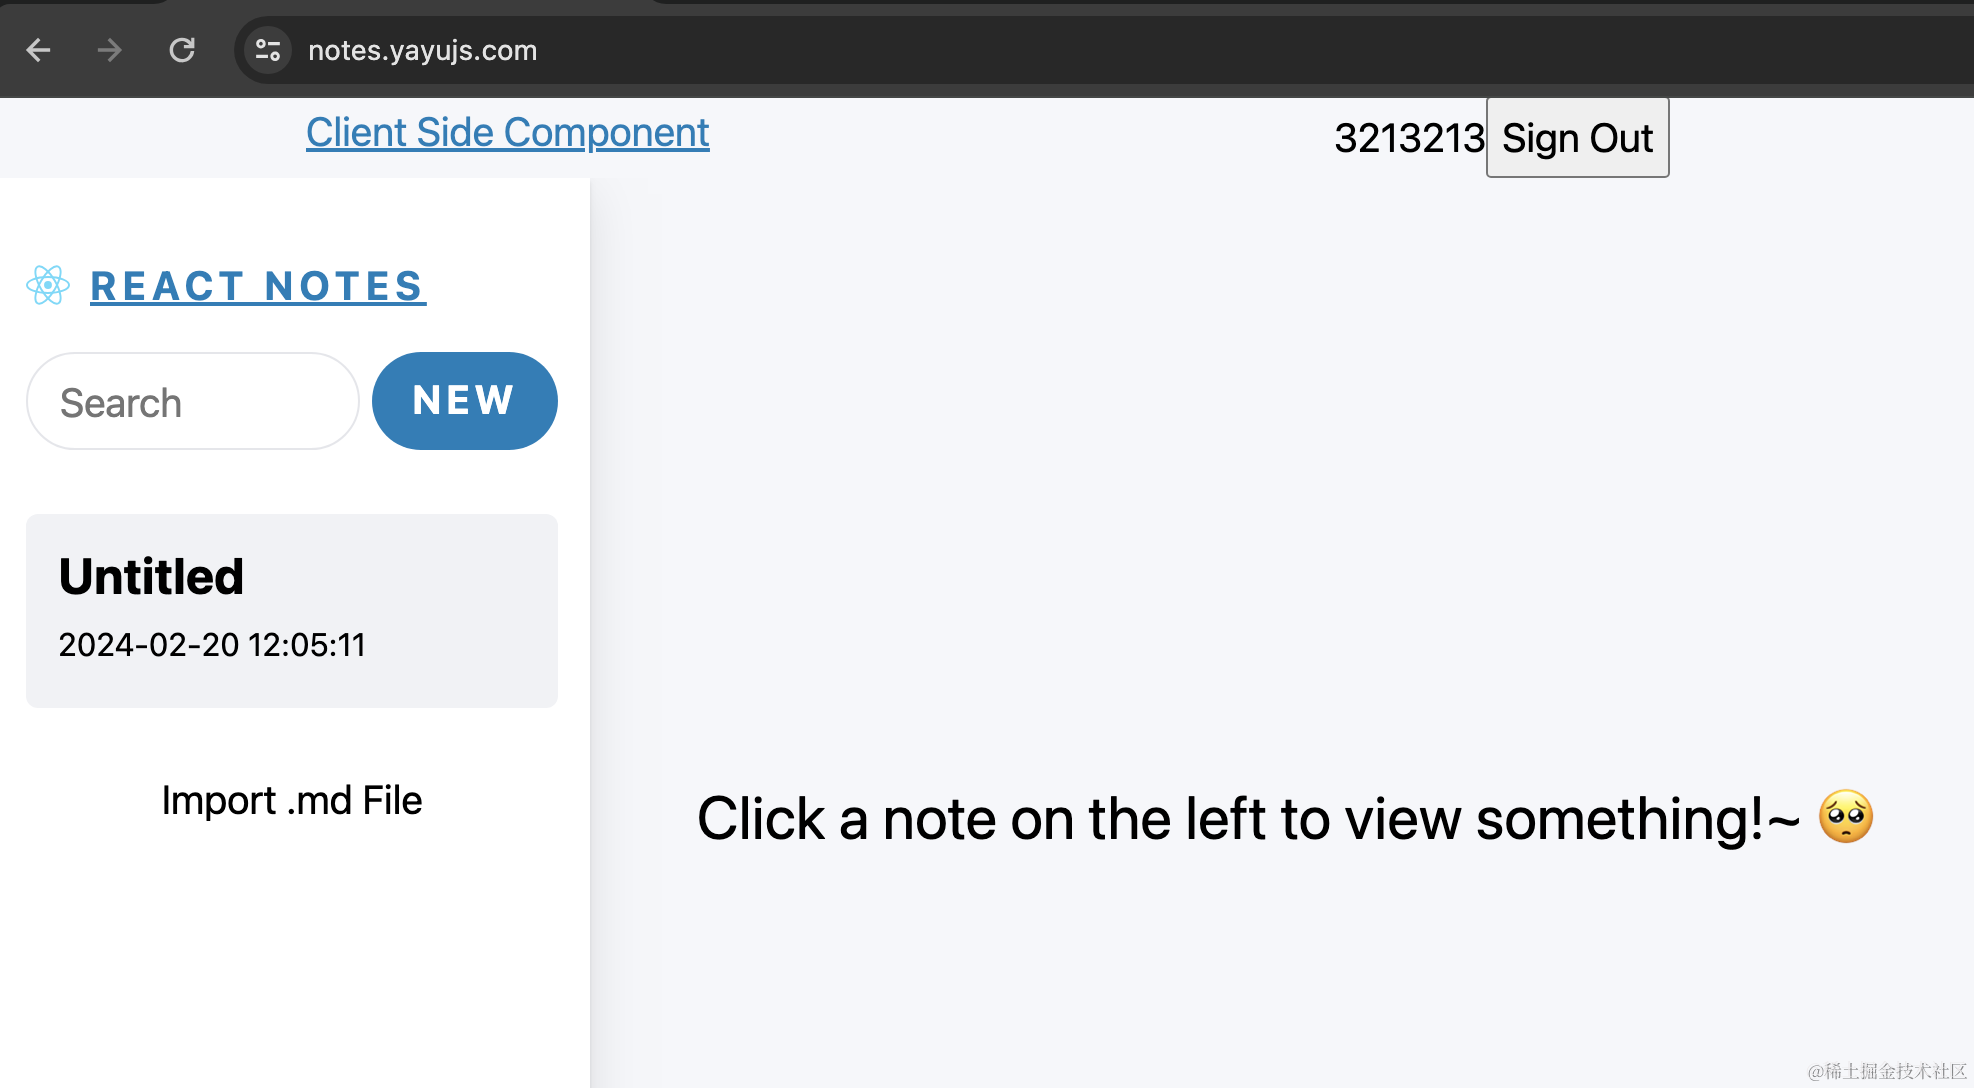 notes.yayujs.com
Client Side Component
3213213 Sign Out
REACT NOTES
Search NEW
Untitled
2024-02-20 12:05:11
Import .md File
Click a note on the left to view something!~ 🥺
@稀土掘金技术社区